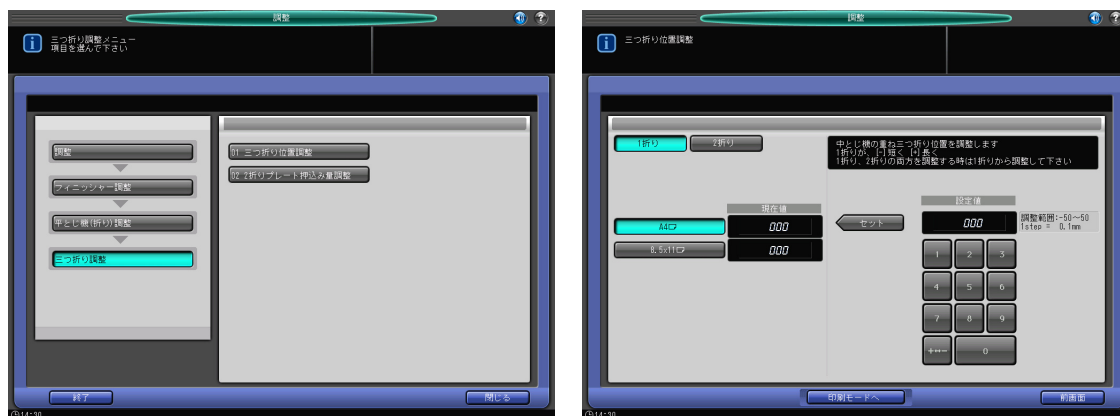 調整
三つ折り調整メニュー
項目を選んで下さい
調整
フィニッシャー調整
中とじ機(折り)調整
三つ折り調整
01 三つ折り位置調整
02 2折りプレート押込み量調整
終了
閉じる
14:30
調整
三つ折り位置調整
1折り
2折り
中とじ機の重ね三つ折り位置を調整します
1折りが、[-]短く [+]長く
1折り、2折りの両方を調整する時は1折りから調整して下さい
現在値
A4
000
8.5x11
000
セット
設定値
000
調整範囲:-50~50
1step = 0.1mm
1 2 3
4 5 6
7 8 9
+↔- 0
印刷モードへ
前画面
14:30